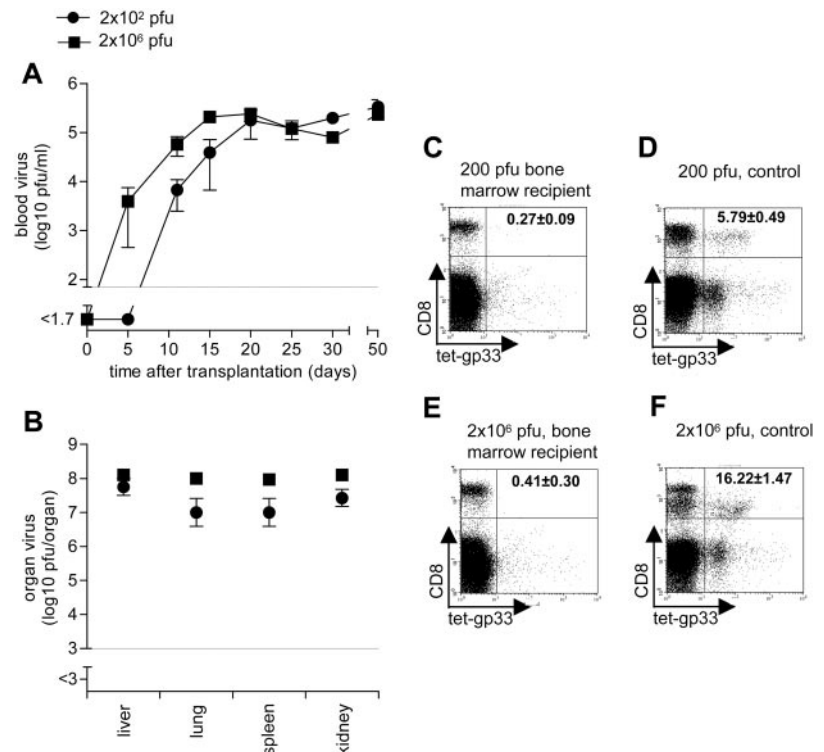 2x10² pfu
2x10⁶ pfu
A
blood virus
(log10 pfu/ml)
6
5
4
3
2
<1.7
0 5 10 15 20 25 30 50
time after transplantation (days)
B
organ virus
(log10 pfu/organ)
9
8
7
6
5
4
3
<3
liver
lung
spleen
kidney
C
200 pfu bone
marrow recipient
0.27±0.09
CD8
tet-gp33
D
200 pfu, control
5.79±0.49
CD8
tet-gp33
E
2x10⁶ pfu, bone
marrow recipient
0.41±0.30
CD8
tet-gp33
F
2x10⁶ pfu, control
16.22±1.47
CD8
tet-gp33